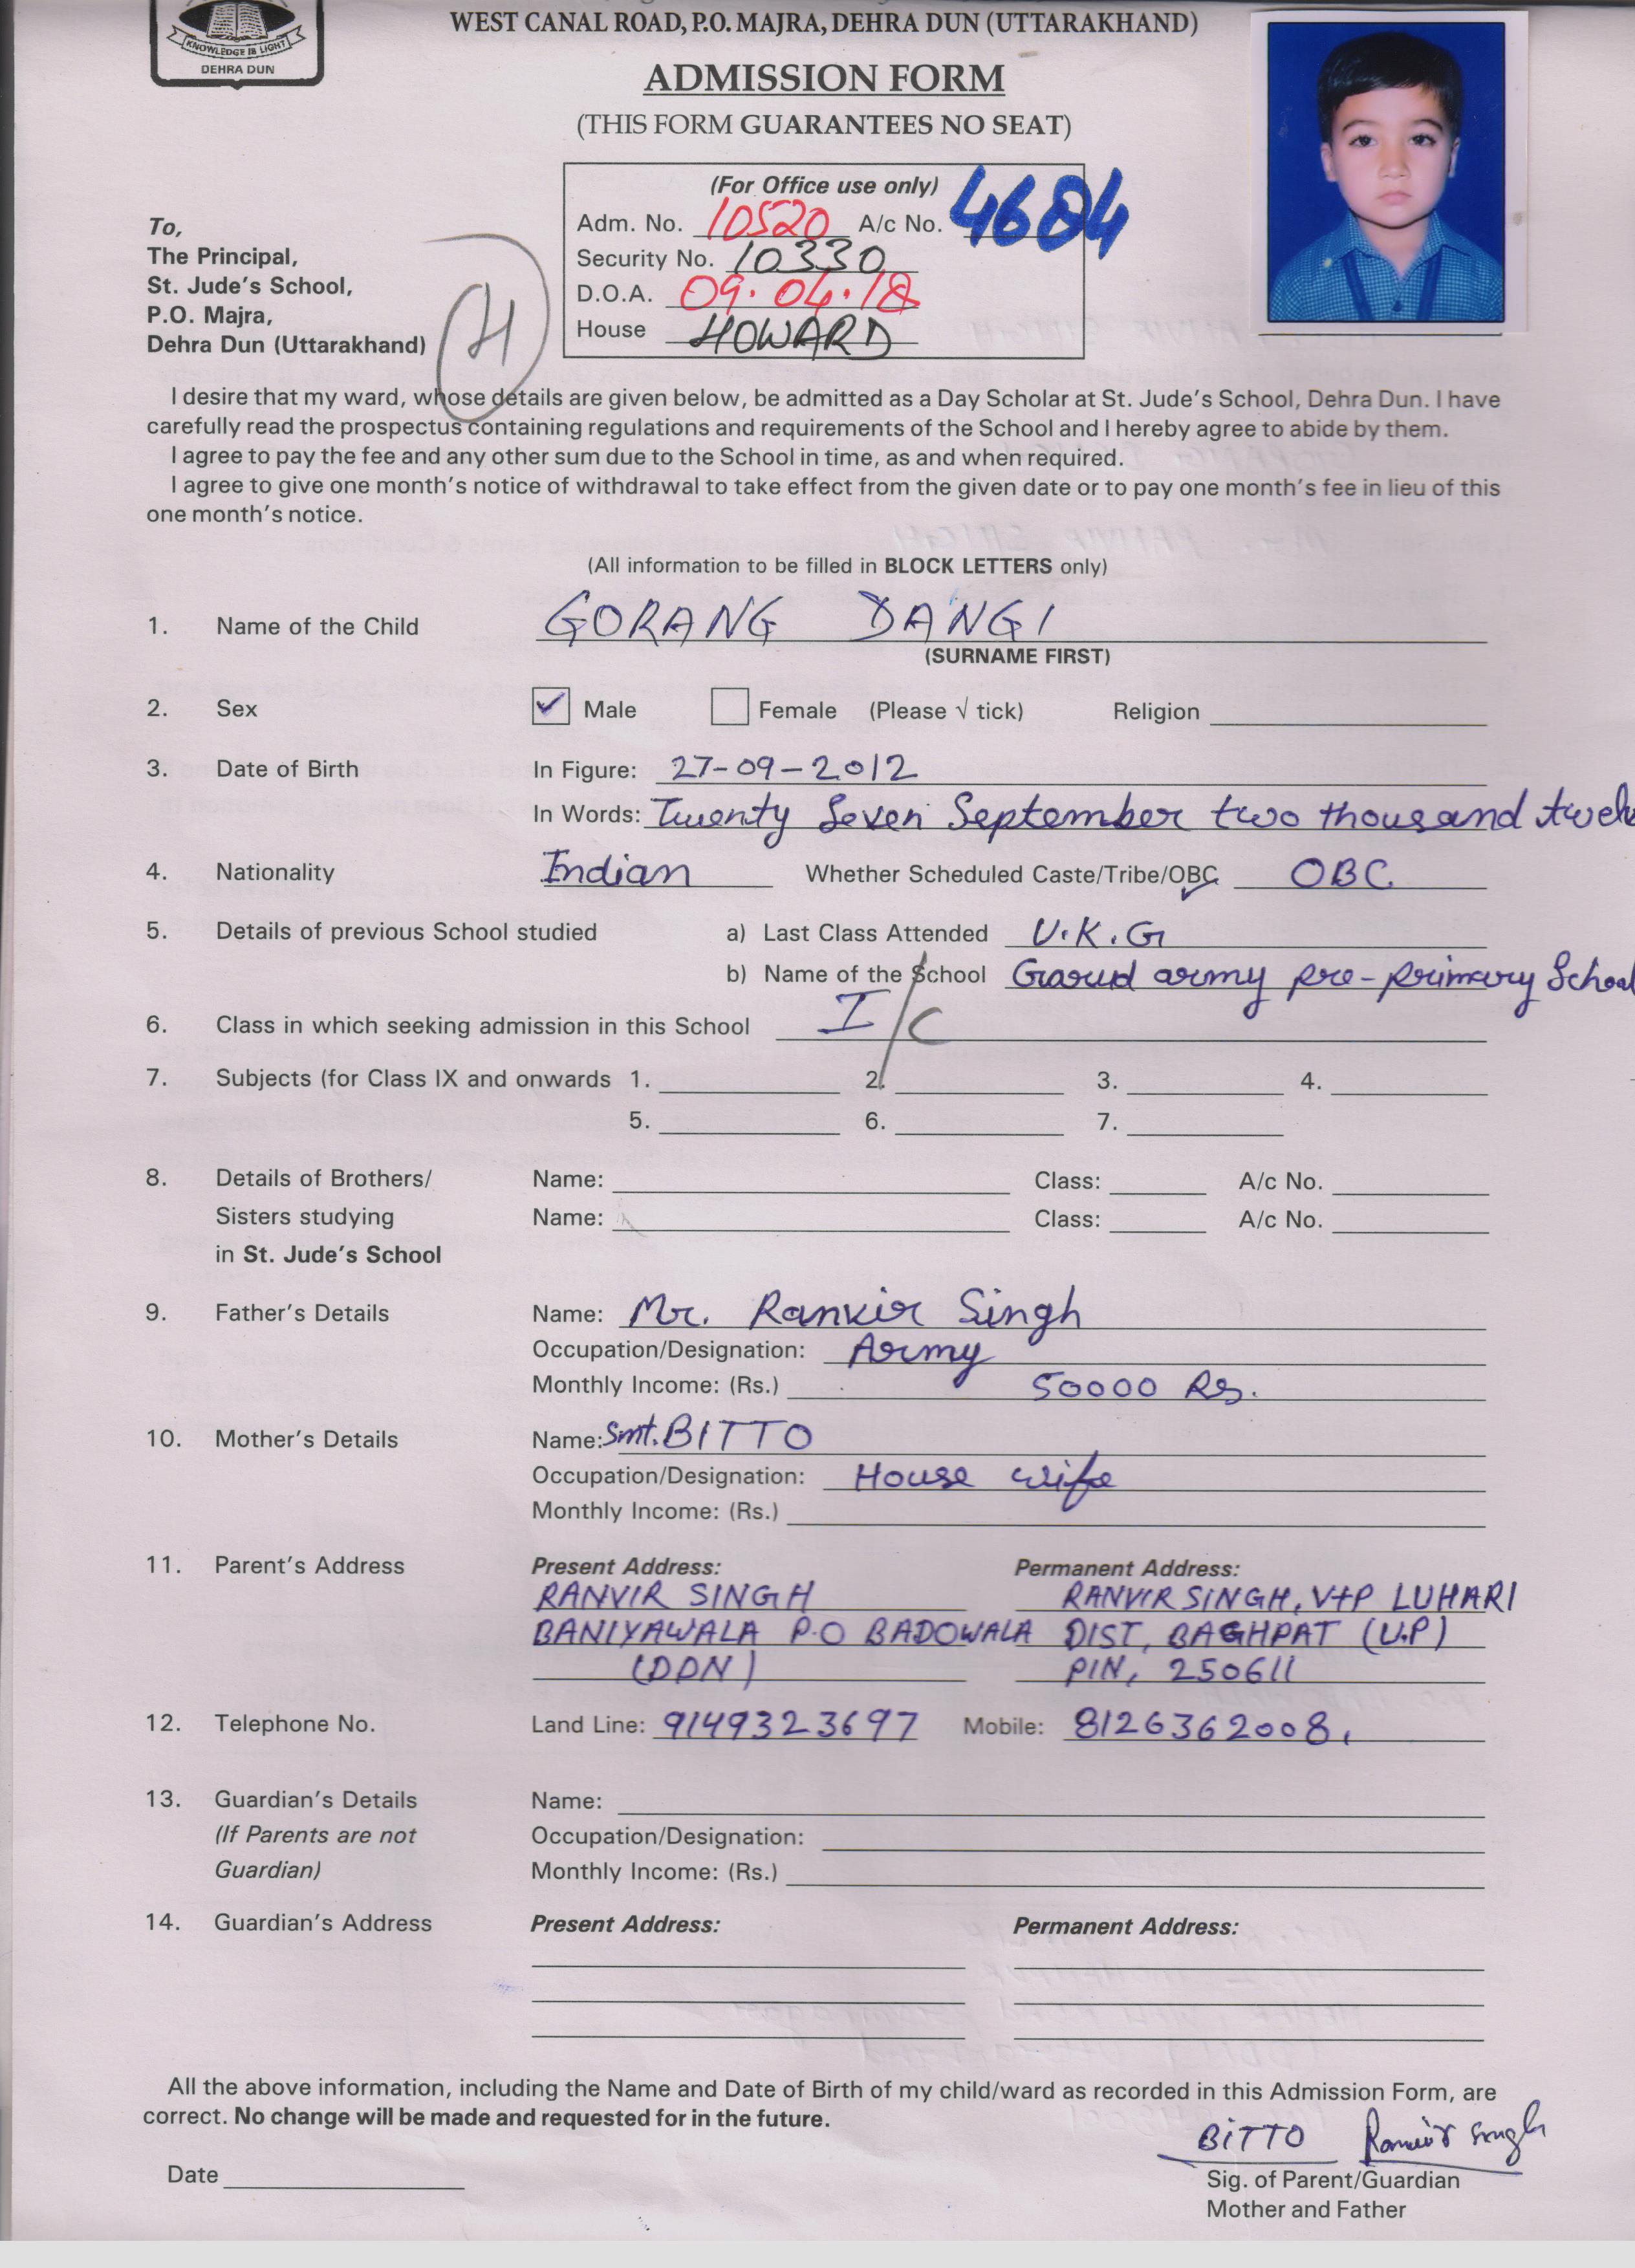 KNOWLEDGE IS LIGHT
DEHRA DUN
WEST CANAL ROAD, P.O. MAJRA, DEHRA DUN (UTTARAKHAND)
ADMISSION FORM
(THIS FORM GUARANTEES NO SEAT)
(For Office use only)
Adm. No. 10520 A/c No. 4684
Security No. 10330
D.O.A. 09.04.18
House HOWARD
To,
The Principal,
St. Jude's School,
P.O. Majra,
Dehra Dun (Uttarakhand)
H
I desire that my ward, whose details are given below, be admitted as a Day Scholar at St. Jude's School, Dehra Dun. I have
carefully read the prospectus containing regulations and requirements of the School and I hereby agree to abide by them.
I agree to pay the fee and any other sum due to the School in time, as and when required.
I agree to give one month's notice of withdrawal to take effect from the given date or to pay one month's fee in lieu of this
one month's notice.
(All information to be filled in BLOCK LETTERS only)
1. Name of the Child GORANG DANGI
(SURNAME FIRST)
2. Sex ✓ Male Female (Please √ tick) Religion
3. Date of Birth In Figure: 27-09-2012
In Words: Twenty Seven September two thousand twelv
4. Nationality Indian Whether Scheduled Caste/Tribe/OBC OBC
5. Details of previous School studied a) Last Class Attended U.K.G
b) Name of the School Garud army pre-primary School
6. Class in which seeking admission in this School I/C
7. Subjects (for Class IX and onwards 1. 2. 3. 4.
5. 6. 7.
8. Details of Brothers/ Name: Class: A/c No.
Sisters studying Name: Class: A/c No.
in St. Jude's School
9. Father's Details Name: Mr. Ranvir Singh
Occupation/Designation: Army
Monthly Income: (Rs.) 50000 Rs.
10. Mother's Details Name: Smt. BITTO
Occupation/Designation: House wife
Monthly Income: (Rs.)
11. Parent's Address Present Address: Permanent Address:
RANVIR SINGH RANVIR SINGH, V+P LUHARI
BANIYAWALA P.O BADOWALA DIST, BAGHPAT (U.P)
(DDN) PIN, 250611
12. Telephone No. Land Line: 9149323697 Mobile: 8126362008,
13. Guardian's Details Name:
(If Parents are not Occupation/Designation:
Guardian) Monthly Income: (Rs.)
14. Guardian's Address Present Address: Permanent Address:
All the above information, including the Name and Date of Birth of my child/ward as recorded in this Admission Form, are
correct. No change will be made and requested for in the future.
BITTO Ranvir Singh
Date
Sig. of Parent/Guardian
Mother and Father